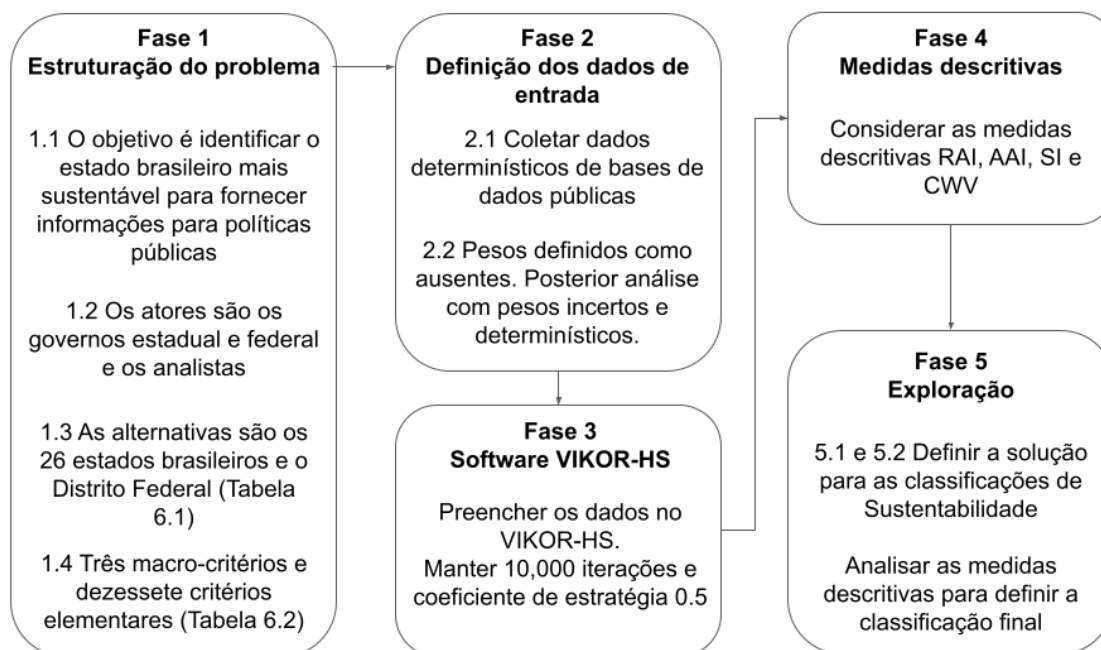 Fase 1
Estruturação do problema
1.1 O objetivo é identificar o
estado brasileiro mais
sustentável para fornecer
informações para políticas
públicas
1.2 Os atores são os
governos estadual e federal
e os analistas
1.3 As alternativas são os
26 estados brasileiros e o
Distrito Federal (Tabela
6.1)
1.4 Três macro-critérios e
dezessete critérios
elementares (Tabela 6.2)
Fase 2
Definição dos dados de
entrada
2.1 Coletar dados
determinísticos de bases de
dados públicas
2.2 Pesos definidos como
ausentes. Posterior análise
com pesos incertos e
determinísticos.
Fase 3
Software VIKOR-HS
Preencher os dados no
VIKOR-HS.
Manter 10,000 iterações e
coeficiente de estratégia 0.5
Fase 4
Medidas descritivas
Considerar as medidas
descritivas RAI, AAI, SI e
CWV
Fase 5
Exploração
5.1 e 5.2 Definir a solução
para as classificações de
Sustentabilidade
Analisar as medidas
descritivas para definir a
classificação final